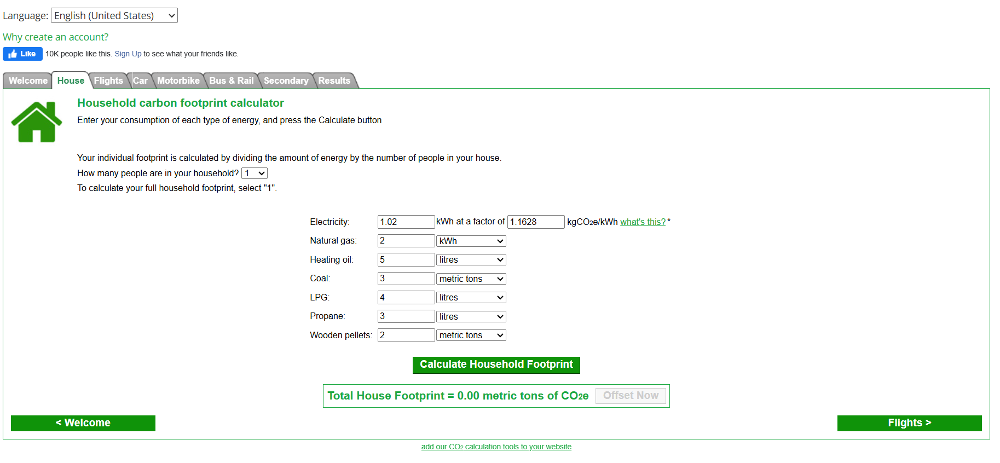 Language: English (United States)
Why create an account?
Like 10K people like this. Sign Up to see what your friends like.
Welcome House Flights Car Motorbike Bus & Rail Secondary Results
Household carbon footprint calculator
Enter your consumption of each type of energy, and press the Calculate button
Your individual footprint is calculated by dividing the amount of energy by the number of people in your house.
How many people are in your household? 1
To calculate your full household footprint, select "1".
Electricity: 1.02 kWh at a factor of 1.1628 kgCO2e/kWh what's this? *
Natural gas: 2 kWh
Heating oil: 5 litres
Coal: 3 metric tons
LPG: 4 litres
Propane: 3 litres
Wooden pellets: 2 metric tons
Calculate Household Footprint
Total House Footprint = 0.00 metric tons of CO2e Offset Now
< Welcome Flights >
add our CO2 calculation tools to your website